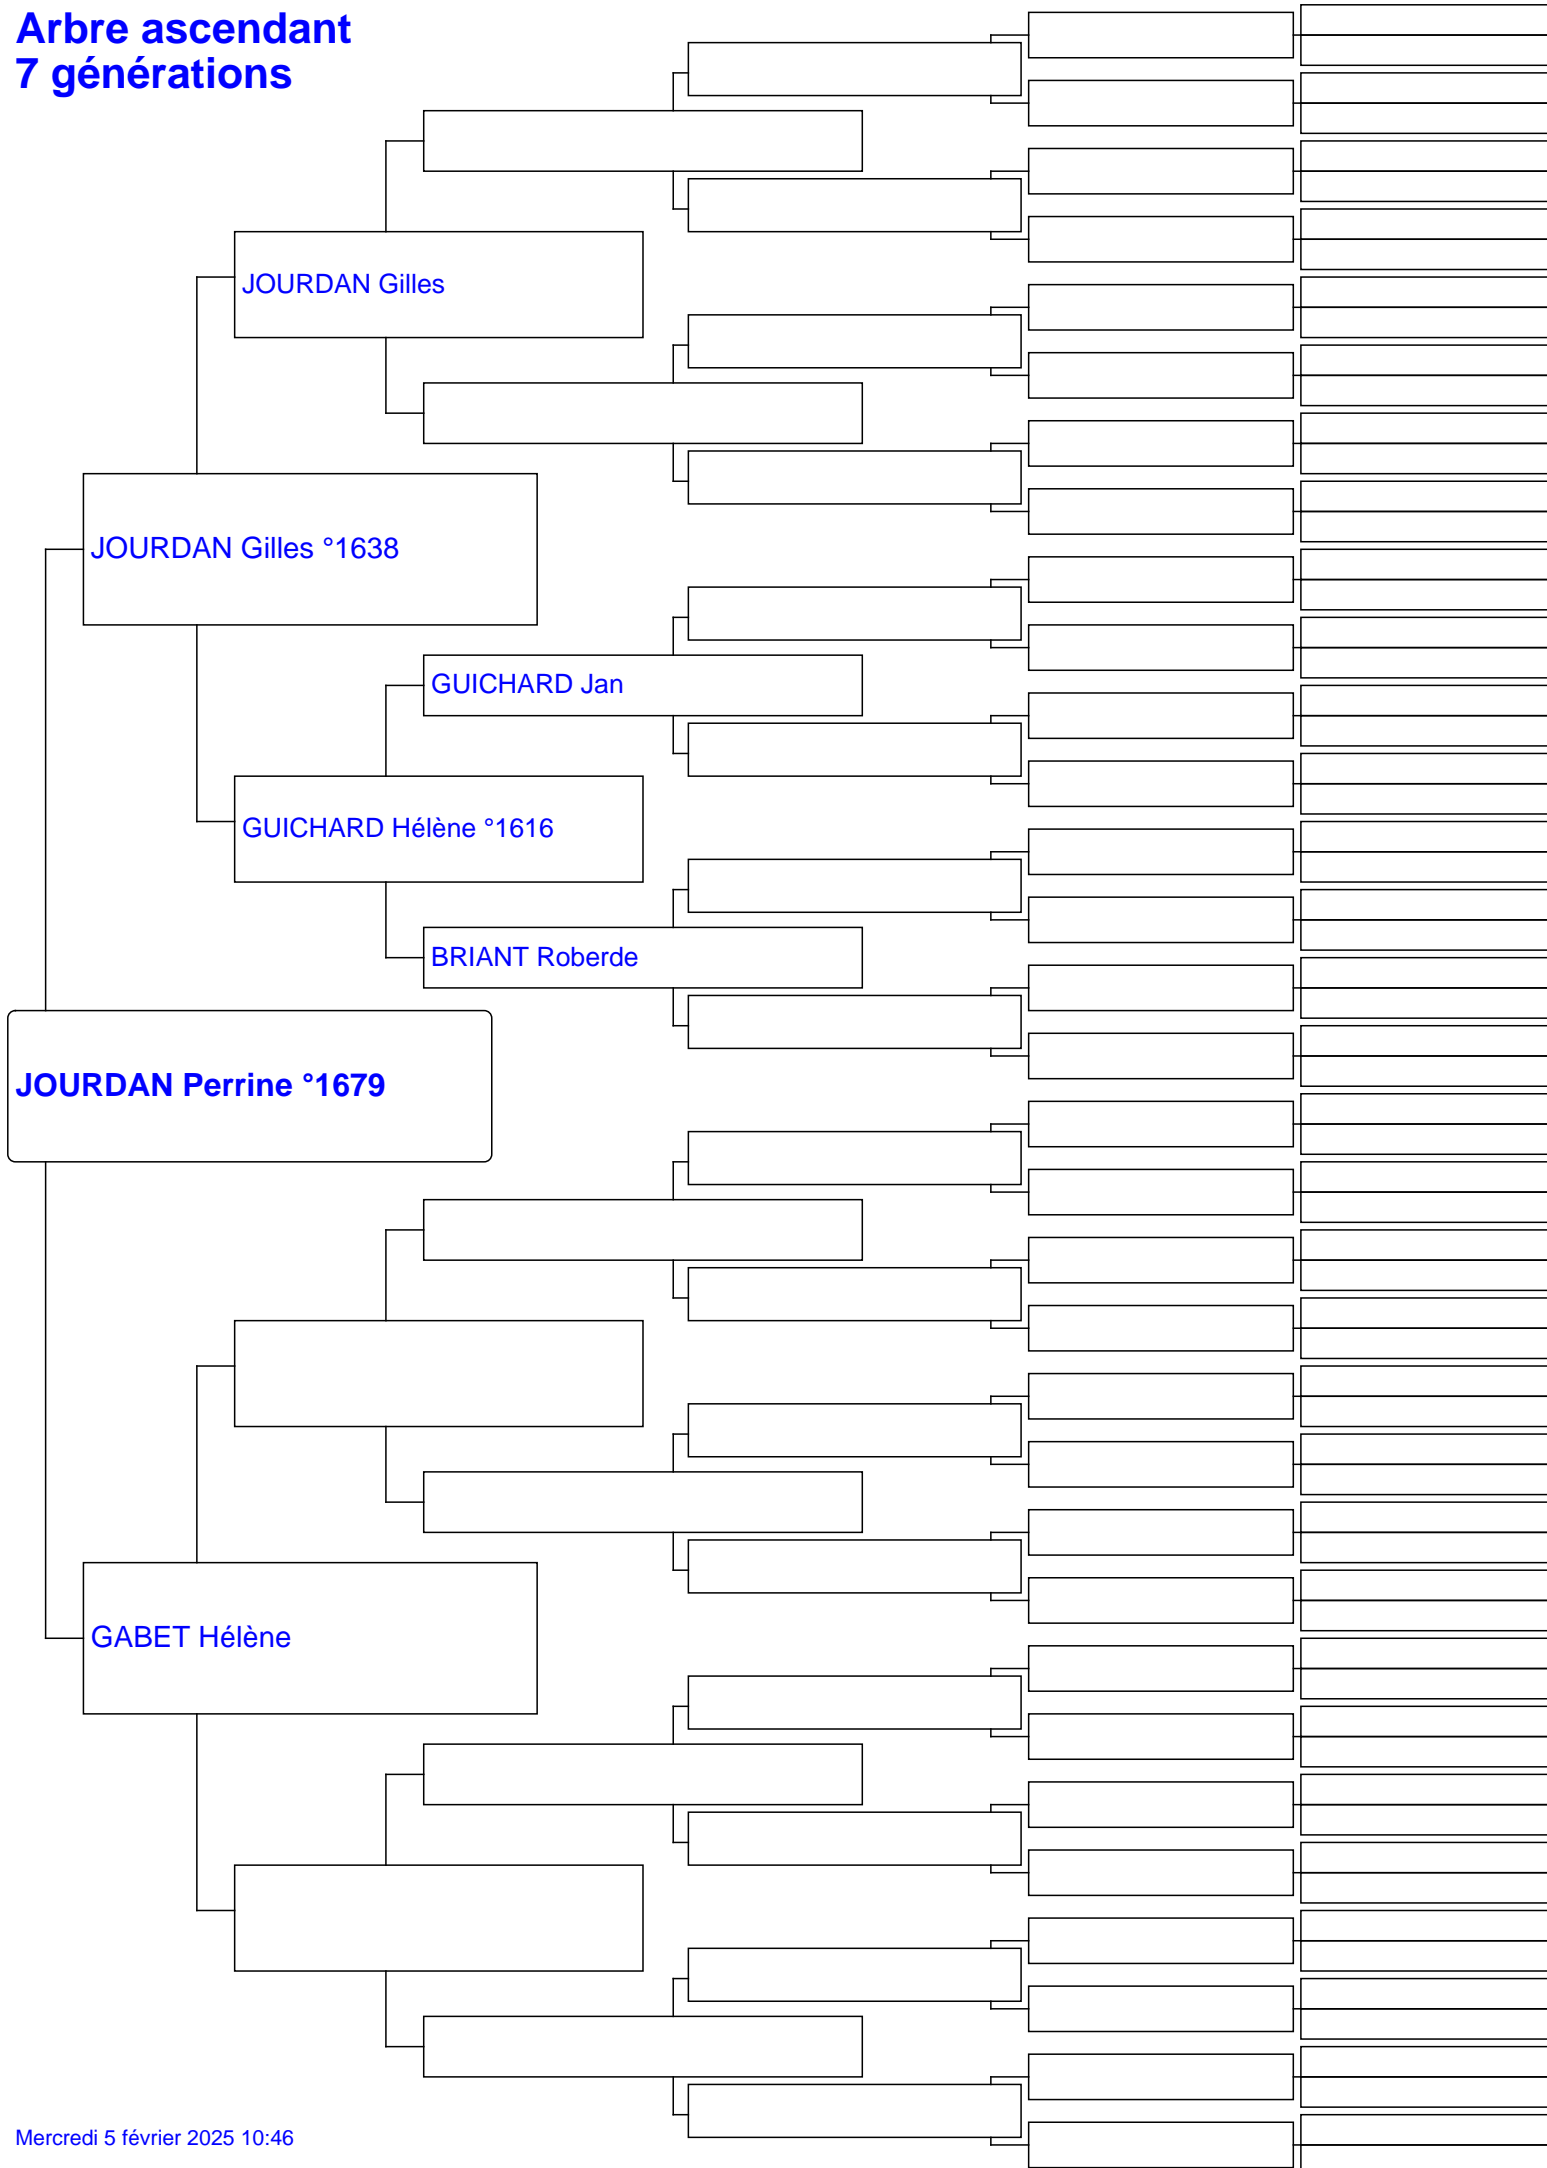 Arbre ascendant
7 générations
JOURDAN Gilles
JOURDAN Gilles °1638
GUICHARD Jan
GUICHARD Hélène °1616
BRIANT Roberde
JOURDAN Perrine °1679
GABET Hélène
Mercredi 5 février 2025 10:46